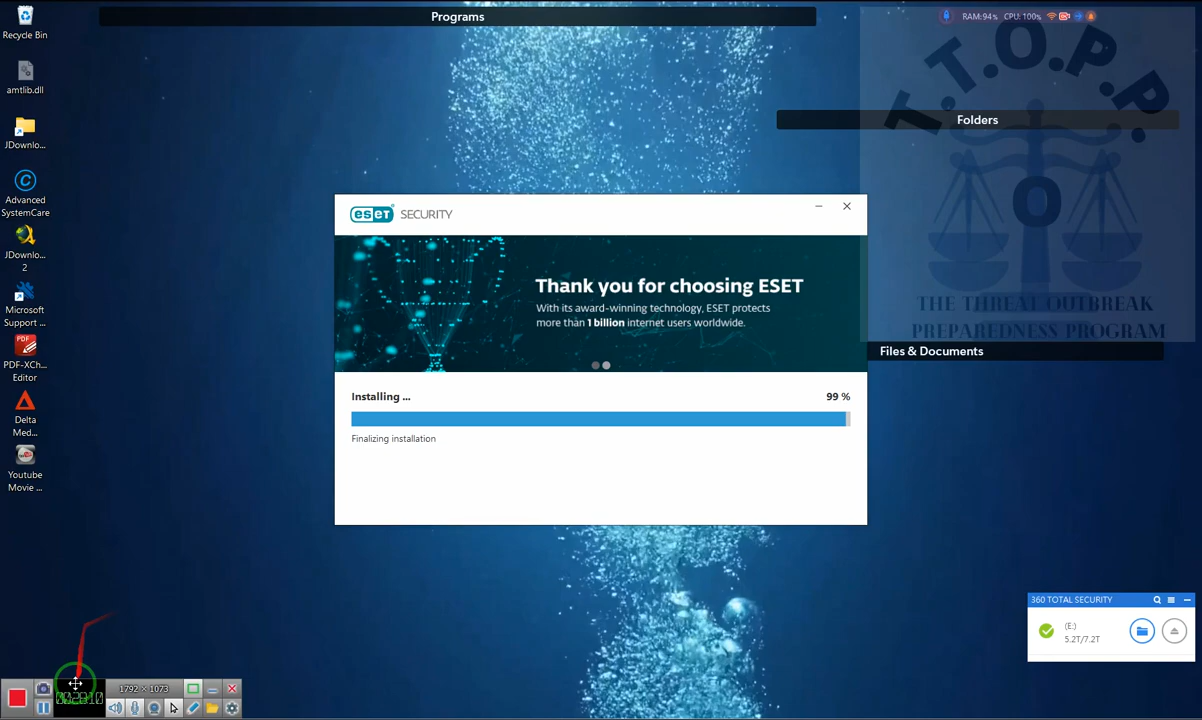 Recycle Bin
amtlib.dll
JDownlo...
Advanced
SystemCare
JDownlo...
2
Microsoft
Support ...
PDF
PDF-XCh...
Editor
Delta
Med...
Youtube
Movie ...
Programs
RAM: 94% CPU: 100%
T.T.O.P.P.
Folders
THE THREAT OUTBREAK
PREPAREDNESS PROGRAM
Files & Documents
eseT SECURITY
Thank you for choosing ESET
With its award-winning technology, ESET protects
more than 1 billion internet users worldwide.
Installing ...
99 %
Finalizing installation
360 TOTAL SECURITY
(E:)
5.2T/7.2T
1792 × 1073